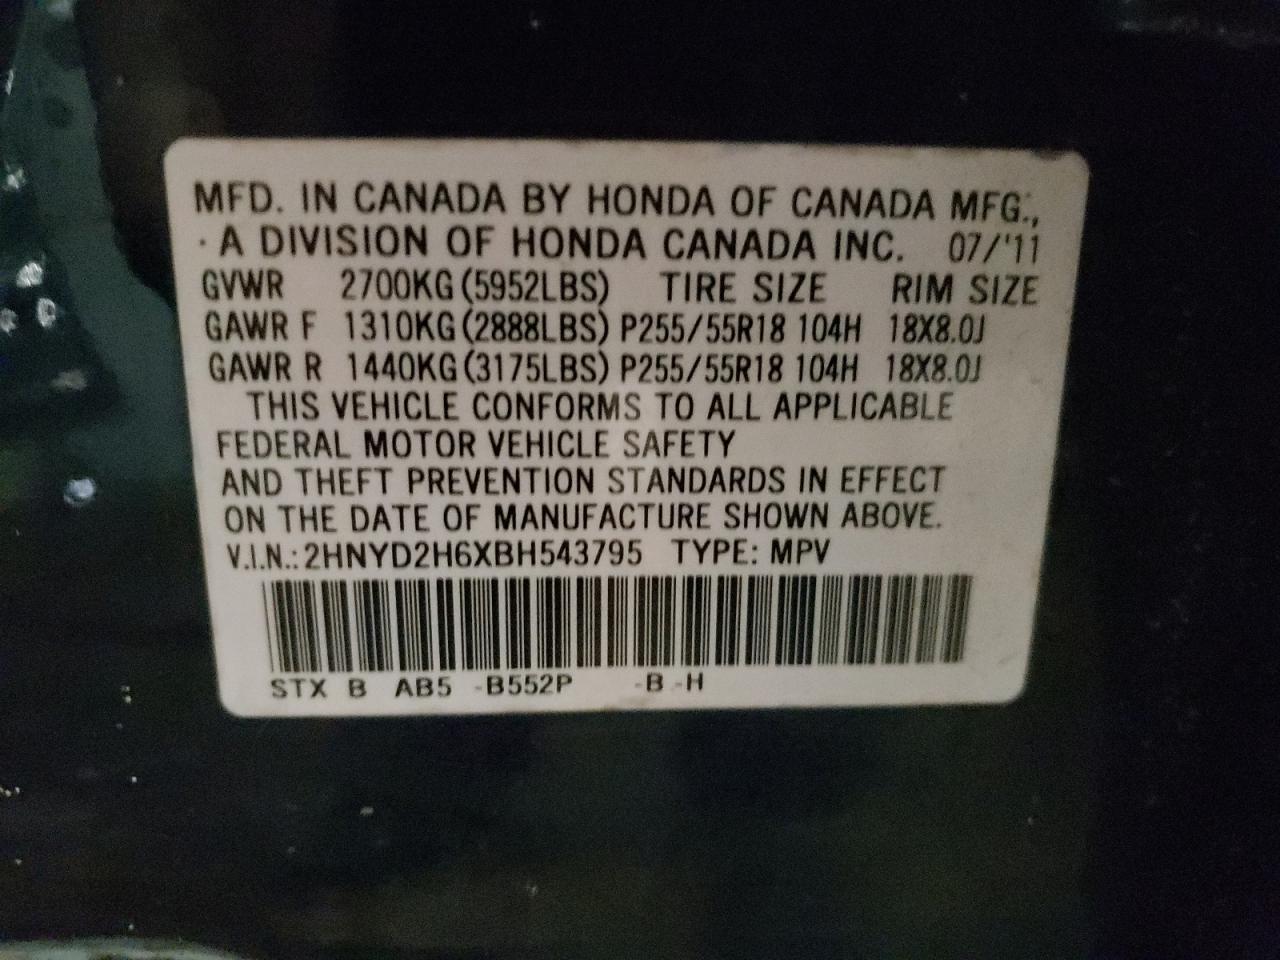 MFD. IN CANADA BY HONDA OF CANADA MFG.,
A DIVISION OF HONDA CANADA INC. 07/'11
GVWR 2700KG (5952LBS) TIRE SIZE RIM SIZE
GAWR F 1310KG (2888LBS) P255/55R18 104H 18X8.0J
GAWR R 1440KG (3175LBS) P255/55R18 104H 18X8.0J
THIS VEHICLE CONFORMS TO ALL APPLICABLE
FEDERAL MOTOR VEHICLE SAFETY
AND THEFT PREVENTION STANDARDS IN EFFECT
ON THE DATE OF MANUFACTURE SHOWN ABOVE.
V.I.N.: 2HNYD2H6XBH543795 TYPE: MPV
STX B AB5 -B552P -B -H